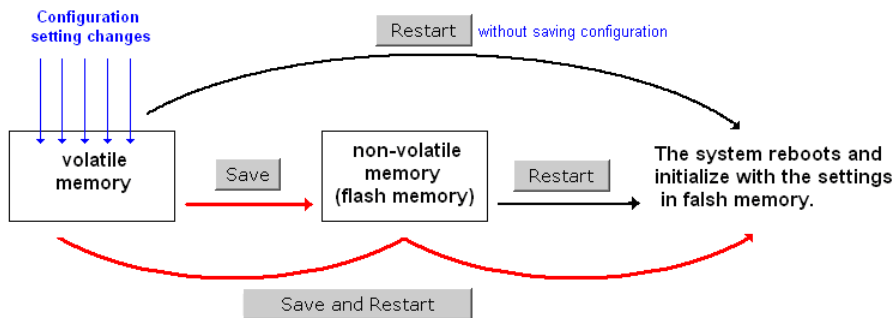 Configuration
setting changes
Restart
without saving configuration
volatile
memory
Save
non-volatile
memory
(flash memory)
Restart
The system reboots and
initialize with the settings
in falsh memory.
Save and Restart